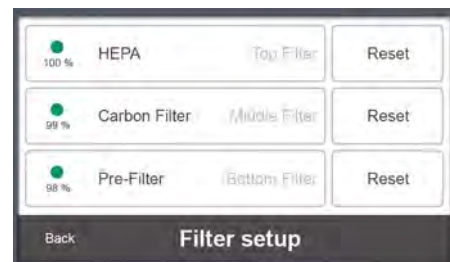 100 % HEPA Top Filter Reset
99 % Carbon Filter Middle Filter Reset
98 % Pre-Filter Bottom Filter Reset
Back Filter setup